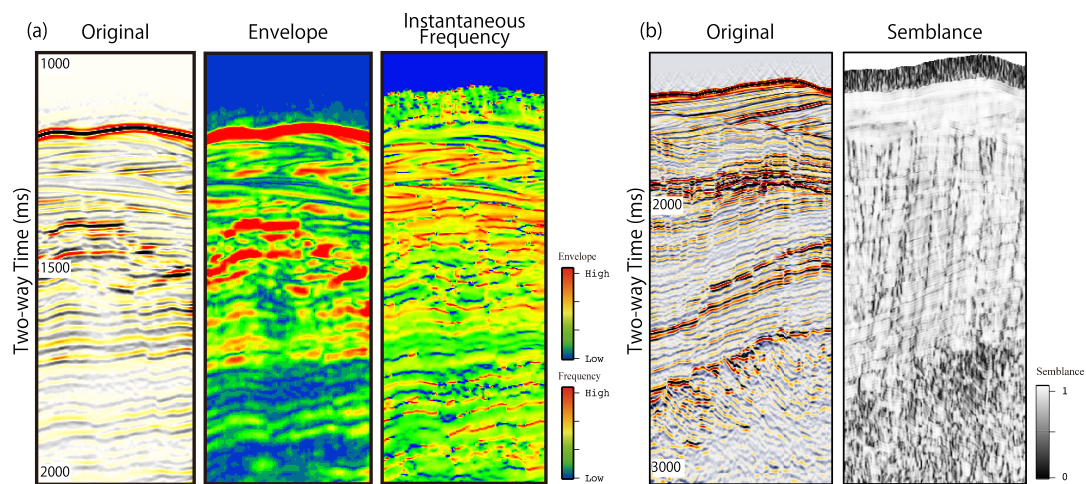 (a)
Original
Envelope
Instantaneous
Frequency
Two-way Time (ms)
1000
1500
2000
Envelope
High
Low
Frequency
High
Low
(b)
Original
Semblance
Two-way Time (ms)
2000
3000
Semblance
1
0